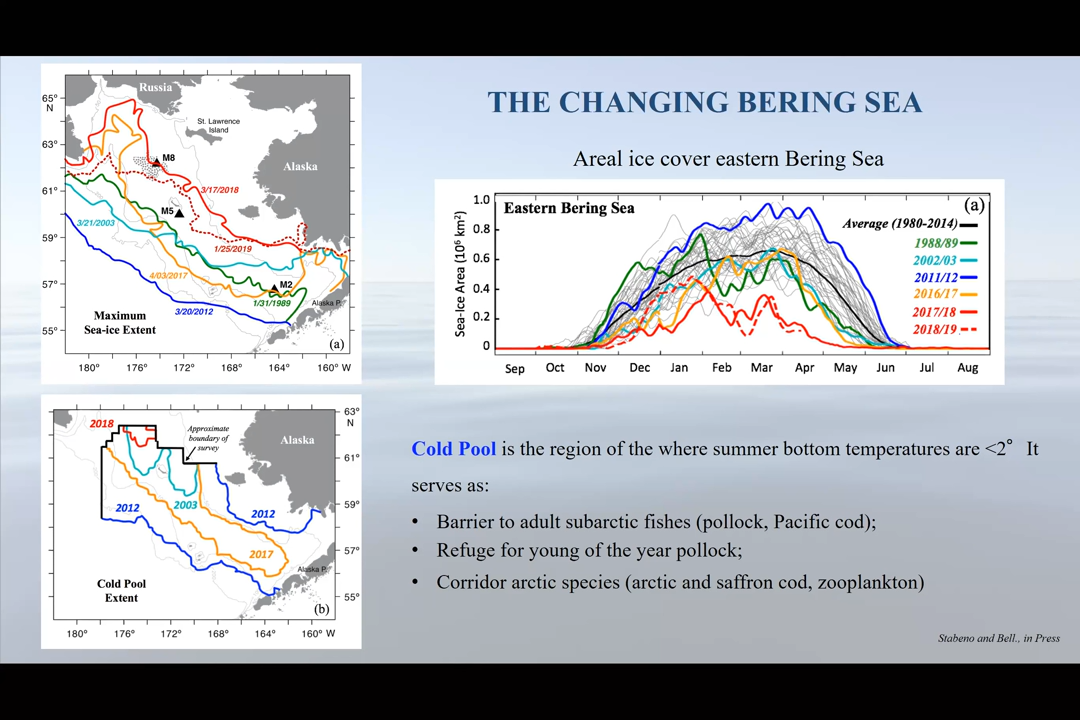 THE CHANGING BERING SEA
65°
N
63°
61°
59°
57°
55°
Russia
St. Lawrence
Island
Alaska
M8
3/17/2018
M5
3/21/2003
1/25/2019
4/03/2017
M2
1/31/1989
3/20/2012
Alaska P.
Maximum
Sea-ice Extent
(a)
180° 176° 172° 168° 164° 160° W
Areal ice cover eastern Bering Sea
Eastern Bering Sea
(a)
Sea-Ice Area (10⁶ km²)
1.0
0.8
0.6
0.4
0.2
0
Average (1980-2014)
1988/89
2002/03
2011/12
2016/17
2017/18
2018/19
Sep Oct Nov Dec Jan Feb Mar Apr May Jun Jul Aug
63°
N
61°
59°
57°
55°
2018
Approximate
boundary of
survey
Alaska
2012
2003
2012
2017
Alaska P.
Cold Pool
Extent
(b)
180° 176° 172° 168° 164° 160° W
Cold Pool is the region of the where summer bottom temperatures are <2° It
serves as:
• Barrier to adult subarctic fishes (pollock, Pacific cod);
• Refuge for young of the year pollock;
• Corridor arctic species (arctic and saffron cod, zooplankton)
Stabeno and Bell., in Press